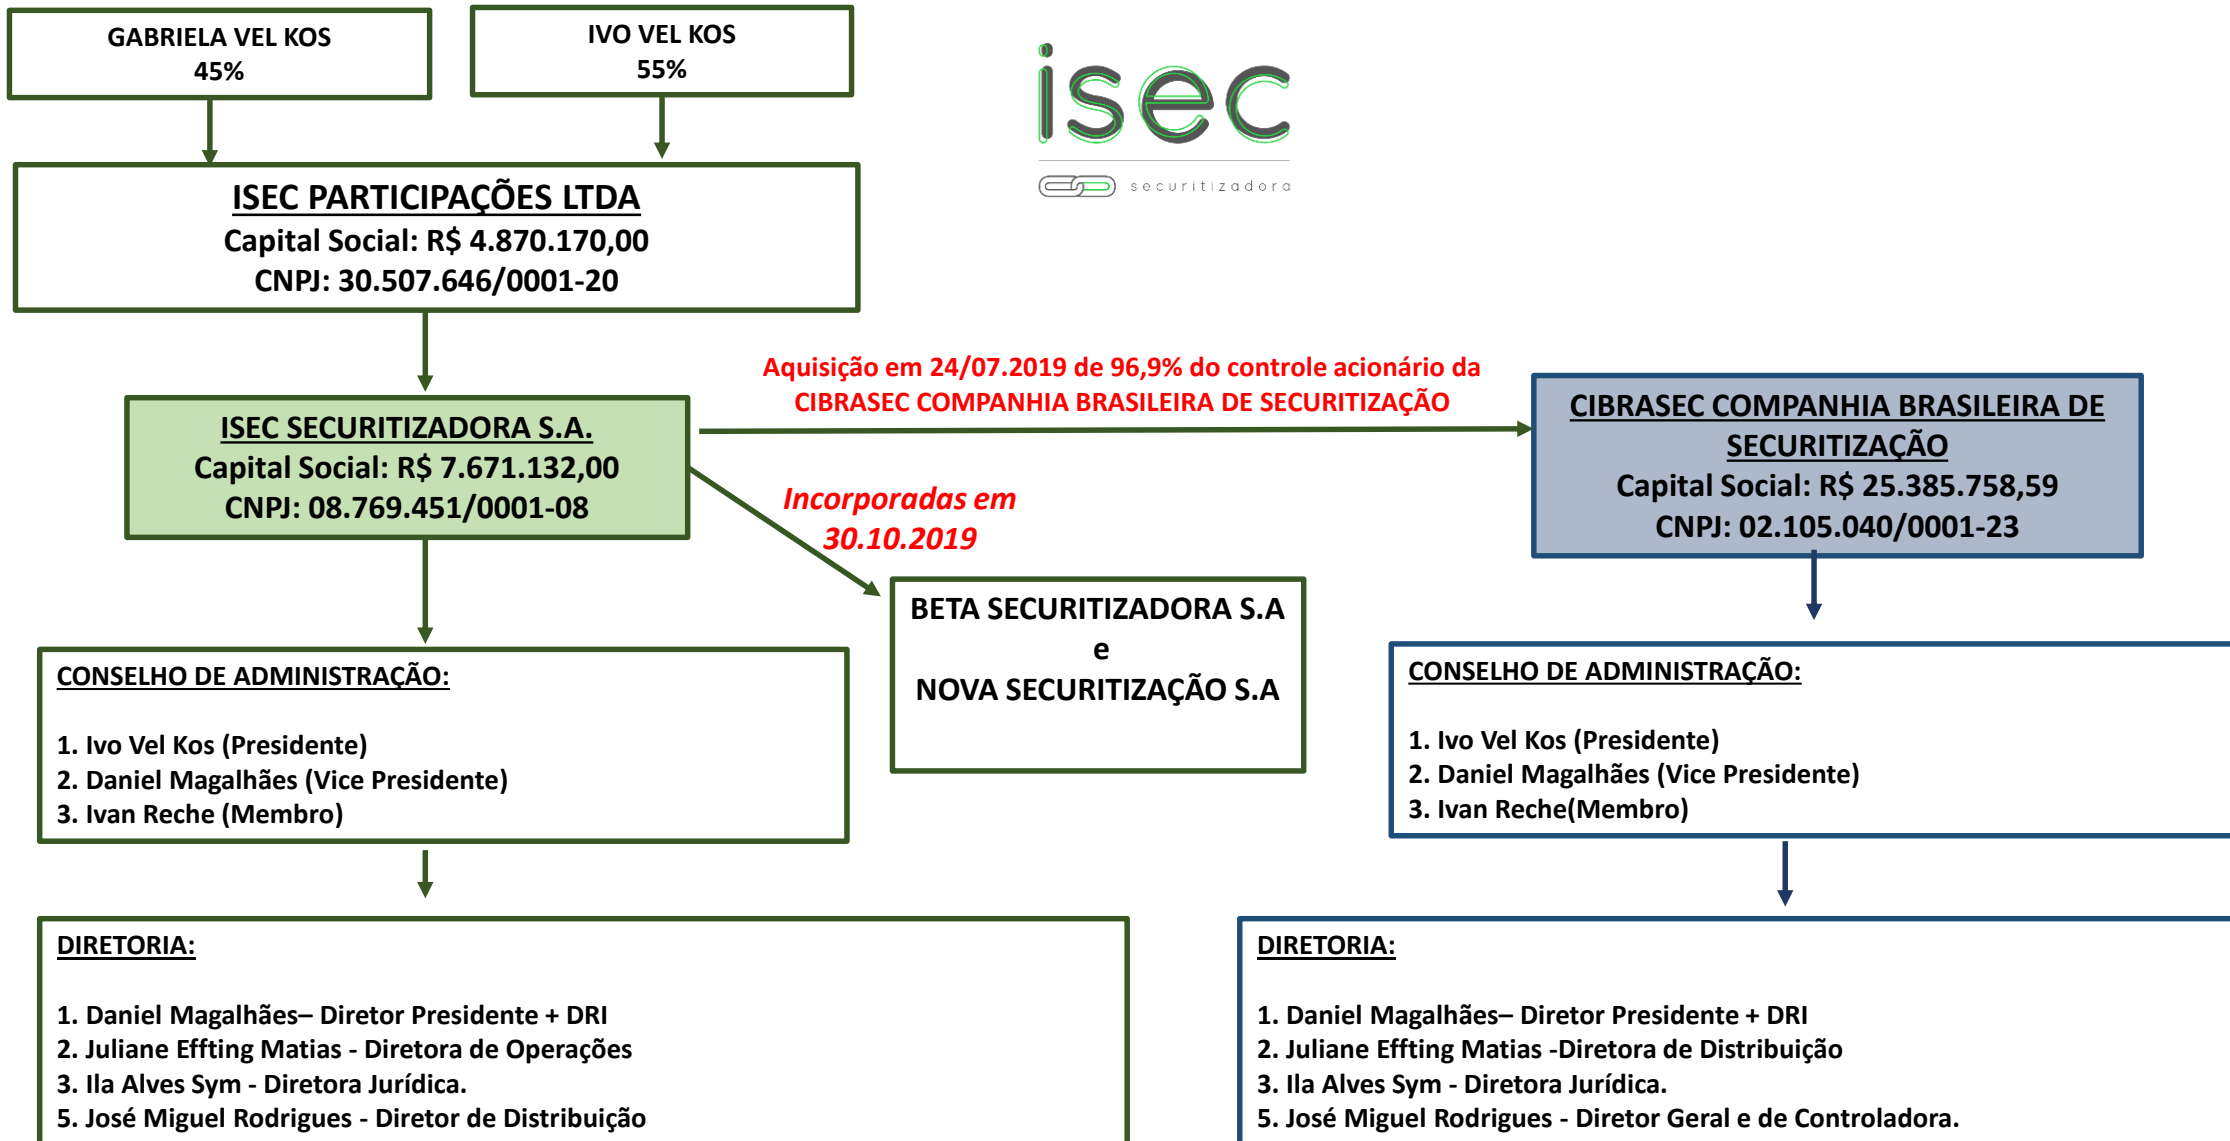 GABRIELA VEL KOS
45%
IVO VEL KOS
55%
isec
securitizadora
ISEC PARTICIPAÇÕES LTDA
Capital Social: R$ 4.870.170,00
CNPJ: 30.507.646/0001-20
Aquisição em 24/07.2019 de 96,9% do controle acionário da
CIBRASEC COMPANHIA BRASILEIRA DE SECURITIZAÇÃO
ISEC SECURITIZADORA S.A.
Capital Social: R$ 7.671.132,00
CNPJ: 08.769.451/0001-08
CIBRASEC COMPANHIA BRASILEIRA DE
SECURITIZAÇÃO
Capital Social: R$ 25.385.758,59
CNPJ: 02.105.040/0001-23
Incorporadas em
30.10.2019
BETA SECURITIZADORA S.A
e
NOVA SECURITIZAÇÃO S.A
CONSELHO DE ADMINISTRAÇÃO:
1. Ivo Vel Kos (Presidente)
2. Daniel Magalhães (Vice Presidente)
3. Ivan Reche (Membro)
CONSELHO DE ADMINISTRAÇÃO:
1. Ivo Vel Kos (Presidente)
2. Daniel Magalhães (Vice Presidente)
3. Ivan Reche(Membro)
DIRETORIA:
1. Daniel Magalhães– Diretor Presidente + DRI
2. Juliane Effting Matias - Diretora de Operações
3. Ila Alves Sym - Diretora Jurídica.
5. José Miguel Rodrigues - Diretor de Distribuição
DIRETORIA:
1. Daniel Magalhães– Diretor Presidente + DRI
2. Juliane Effting Matias -Diretora de Distribuição
3. Ila Alves Sym - Diretora Jurídica.
5. José Miguel Rodrigues - Diretor Geral e de Controladora.